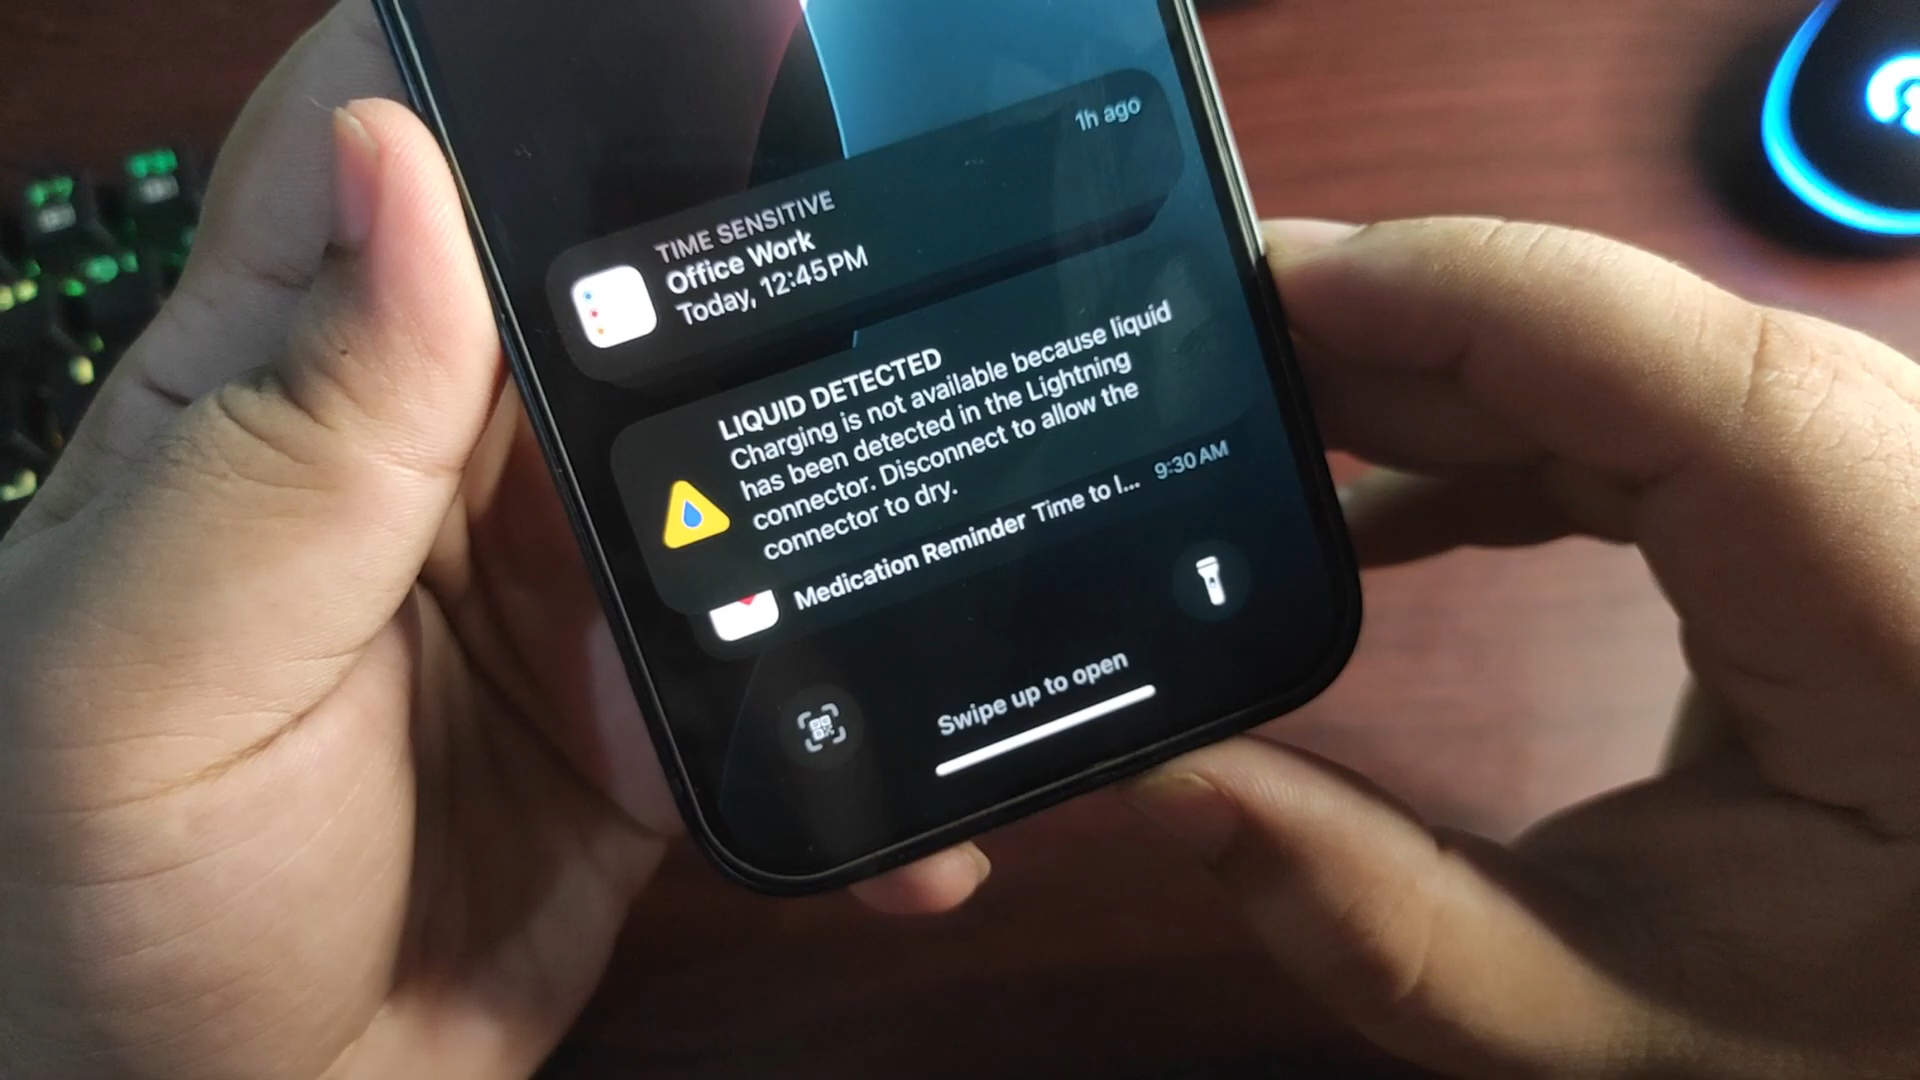 1h ago
TIME SENSITIVE
Office Work
Today, 12:45 PM
LIQUID DETECTED
Charging is not available because liquid
has been detected in the Lightning
connector. Disconnect to allow the
connector to dry.
Medication Reminder Time to l... 9:30 AM
Swipe up to open